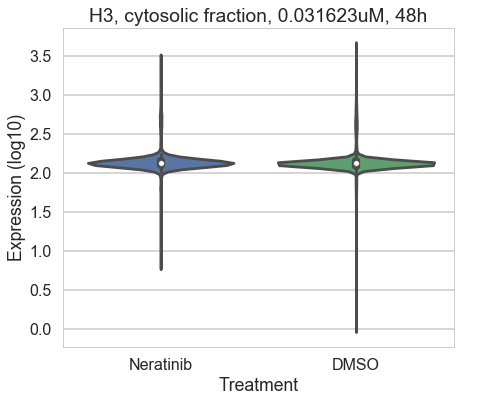 H3, cytosolic fraction, 0.031623uM, 48h
Expression (log10)
3.5
3.0
2.5
2.0
1.5
1.0
0.5
0.0
Neratinib DMSO
Treatment